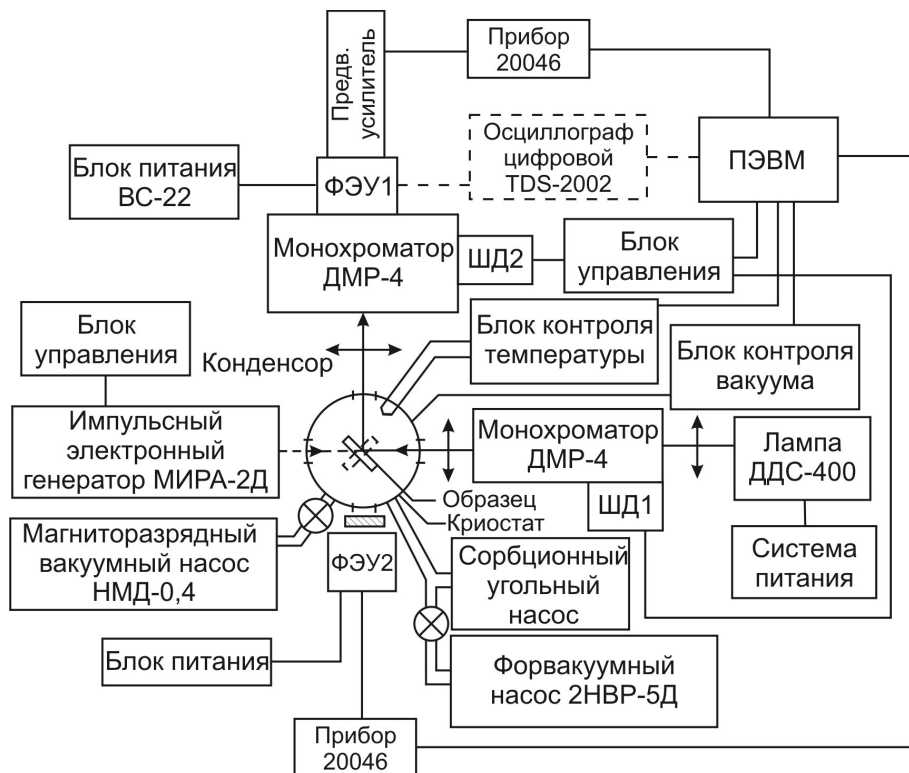 Предв.
усилитель
Прибор
20046
Осциллограф
цифровой
TDS-2002
ПЭВМ
Блок питания
ВС-22
ФЭУ1
Монохроматор
ДМР-4
ШД2
Блок
управления
Блок
управления
Конденсор
Блок контроля
температуры
Блок контроля
вакуума
Импульсный
электронный
генератор МИРА-2Д
Монохроматор
ДМР-4
Лампа
ДДС-400
ШД1
Образец
Криостат
Магниторазрядный
вакуумный насос
НМД-0,4
ФЭУ2
Сорбционный
угольный
насос
Система
питания
Блок питания
Форвакуумный
насос 2НВР-5Д
Прибор
20046